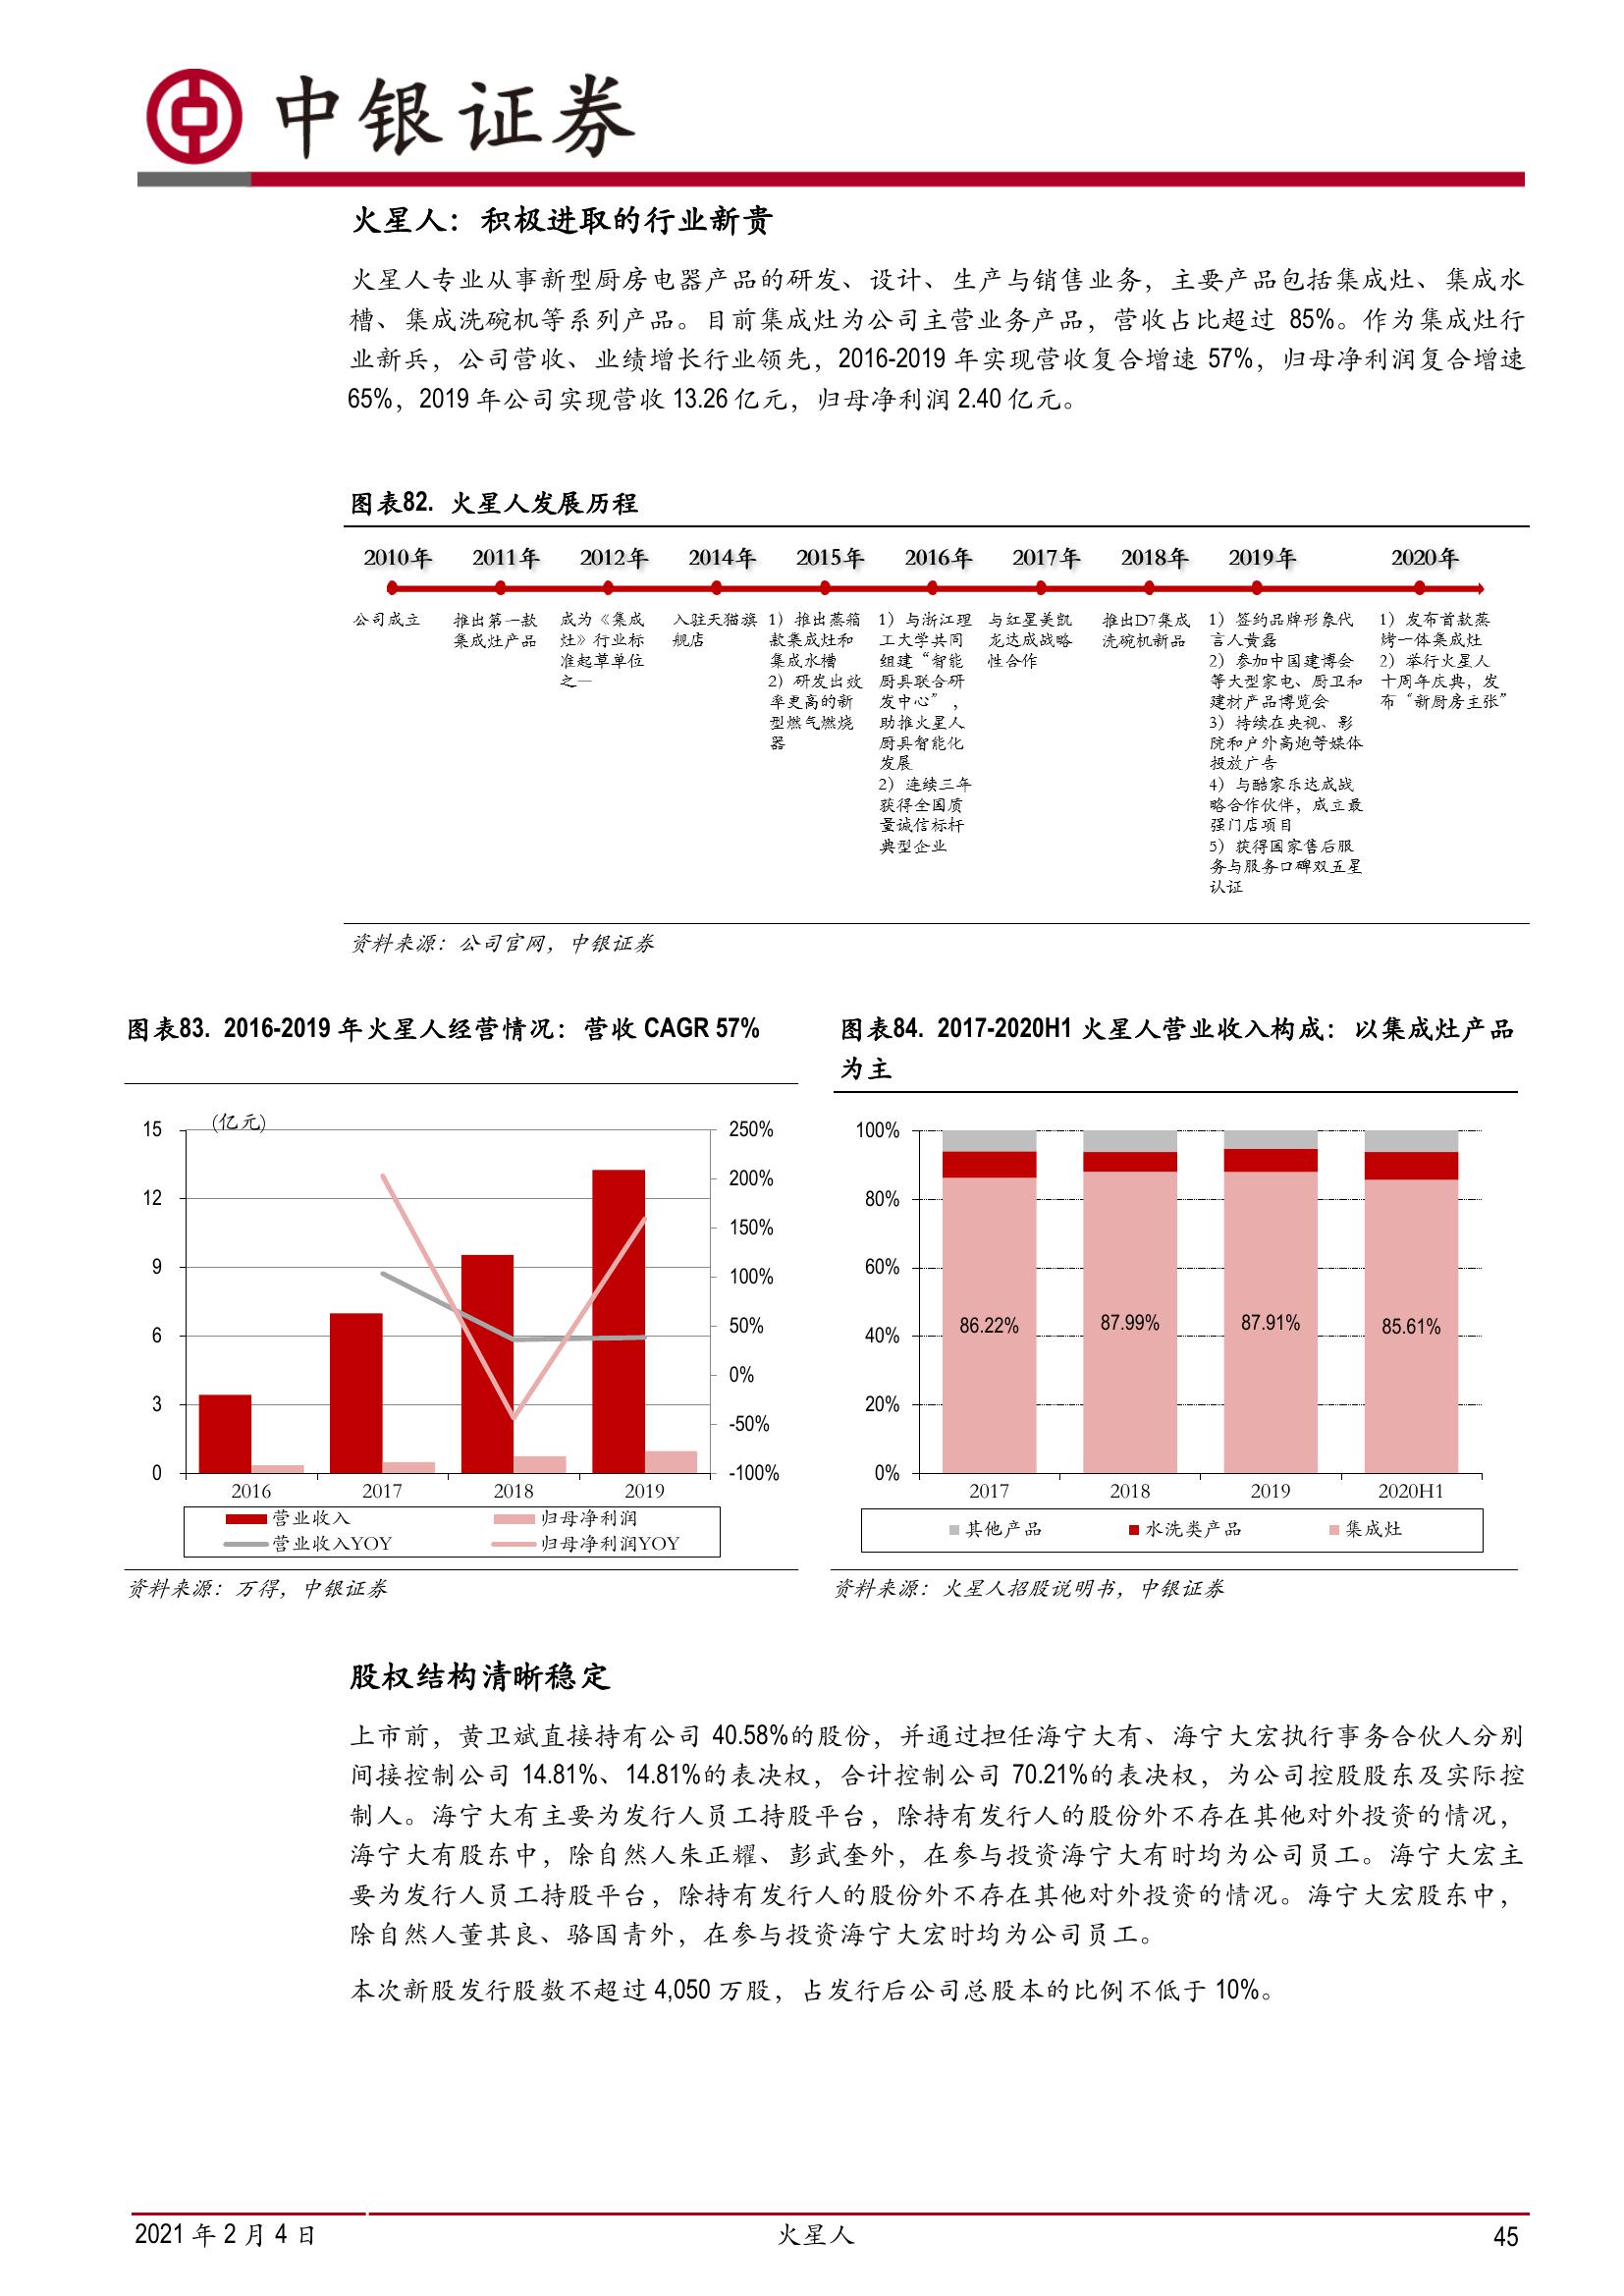 中银证券
火星人：积极进取的行业新贵
火星人专业从事新型厨房电器产品的研发、设计、生产与销售业务，主要产品包括集成灶、集成水
槽、集成洗碗机等系列产品。目前集成灶为公司主营业务产品，营收占比超过 85%。作为集成灶行
业新兵，公司营收、业绩增长行业领先，2016-2019 年实现营收复合增速 57%，归母净利润复合增速
65%，2019 年公司实现营收 13.26 亿元，归母净利润 2.40 亿元。
图表82. 火星人发展历程
2010年
公司成立
2011年
推出第一款
集成灶产品
2012年
成为《集成
灶》行业标
准起草单位
之一
2014年
入驻天猫旗
舰店
2015年
1）推出蒸箱
款集成灶和
集成水槽
2）研发出效
率更高的新
型燃气燃烧
器
2016年
1）与浙江理
工大学共同
组建“智能
厨具联合研
发中心”，
助推火星人
厨具智能化
发展
2）连续三年
获得全国质
量诚信标杆
典型企业
2017年
与红星美凯
龙达成战略
性合作
2018年
推出D7集成
洗碗机新品
2019年
1）签约品牌形象代
言人黄磊
2）参加中国建博会
等大型家电、厨卫和
建材产品博览会
3）持续在央视、影
院和户外高炮等媒体
投放广告
4）与酷家乐达成战
略合作伙伴，成立最
强门店项目
5）获得国家售后服
务与服务口碑双五星
认证
2020年
1）发布首款蒸
烤一体集成灶
2）举行火星人
十周年庆典，发
布“新厨房主张”
资料来源：公司官网，中银证券
图表83. 2016-2019 年火星人经营情况：营收 CAGR 57%
(亿元)
15
12
9
6
3
0
250%
200%
150%
100%
50%
0%
-50%
-100%
2016 2017 2018 2019
营业收入 归母净利润
营业收入YOY 归母净利润YOY
资料来源：万得，中银证券
图表84. 2017-2020H1 火星人营业收入构成：以集成灶产品
为主
100%
80%
60%
40%
20%
0%
86.22% 87.99% 87.91% 85.61%
2017 2018 2019 2020H1
其他产品 水洗类产品 集成灶
资料来源：火星人招股说明书，中银证券
股权结构清晰稳定
上市前，黄卫斌直接持有公司 40.58%的股份，并通过担任海宁大有、海宁大宏执行事务合伙人分别
间接控制公司 14.81%、14.81%的表决权，合计控制公司 70.21%的表决权，为公司控股股东及实际控
制人。海宁大有主要为发行人员工持股平台，除持有发行人的股份外不存在其他对外投资的情况，
海宁大有股东中，除自然人朱正耀、彭武奎外，在参与投资海宁大有时均为公司员工。海宁大宏主
要为发行人员工持股平台，除持有发行人的股份外不存在其他对外投资的情况。海宁大宏股东中，
除自然人董其良、骆国青外，在参与投资海宁大宏时均为公司员工。
本次新股发行股数不超过 4,050 万股，占发行后公司总股本的比例不低于 10%。
2021 年 2 月 4 日
火星人
45